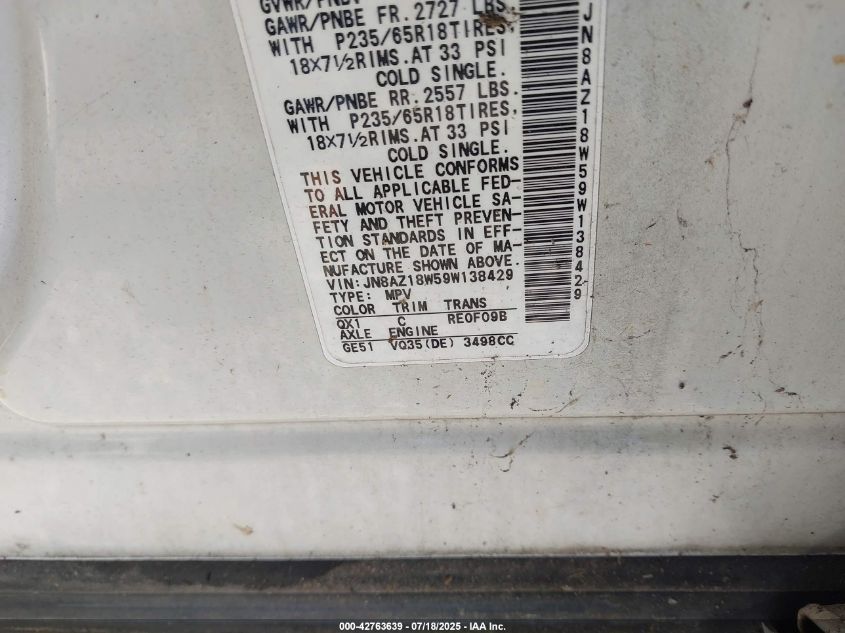 GAWR/PNBE FR. 2727 LBS.
WITH P235/65R18TIRES.
18X7½RIMS.AT 33 PSI
COLD SINGLE.
GAWR/PNBE RR. 2557 LBS.
WITH P235/65R18TIRES.
18X7½RIMS.AT 33 PSI
COLD SINGLE.
THIS VEHICLE CONFORMS
TO ALL APPLICABLE FED-
ERAL MOTOR VEHICLE SA-
FETY AND THEFT PREVEN-
TION STANDARDS IN EFF-
ECT ON THE DATE OF MA-
NUFACTURE SHOWN ABOVE.
VIN:JN8AZ18W59W138429
TYPE: MPV
COLOR TRIM TRANS
QX1 C RE0F09B
AXLE ENGINE
GE51 VQ35(DE) 3498CC
JN8AZ18W59W138429
000-42763639 - 07/18/2025 - IAA Inc.